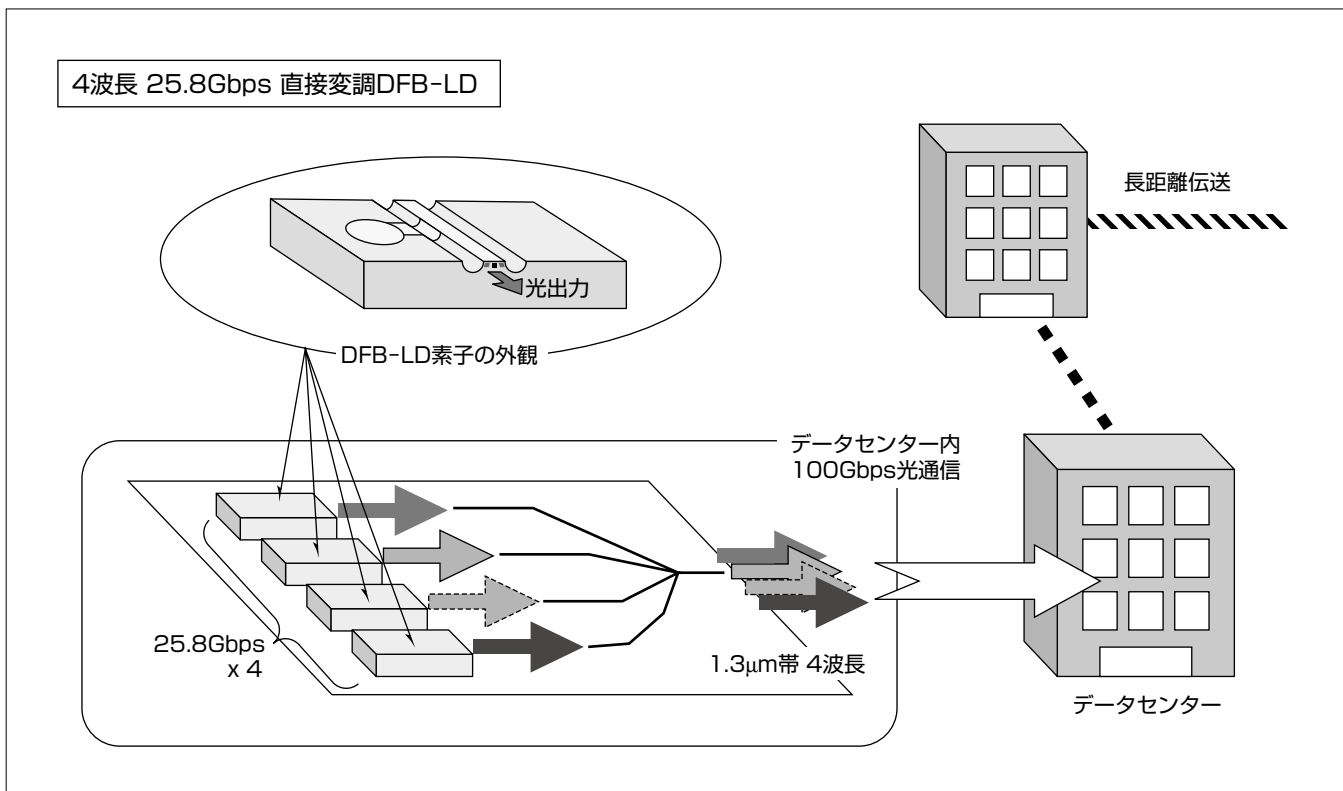 4波長 25.8Gbps 直接変調DFB-LD
長距離伝送
光出力
DFB-LD素子の外観
データセンター内
100Gbps光通信
25.8Gbps
x 4
1.3μm帯 4波長
データセンター